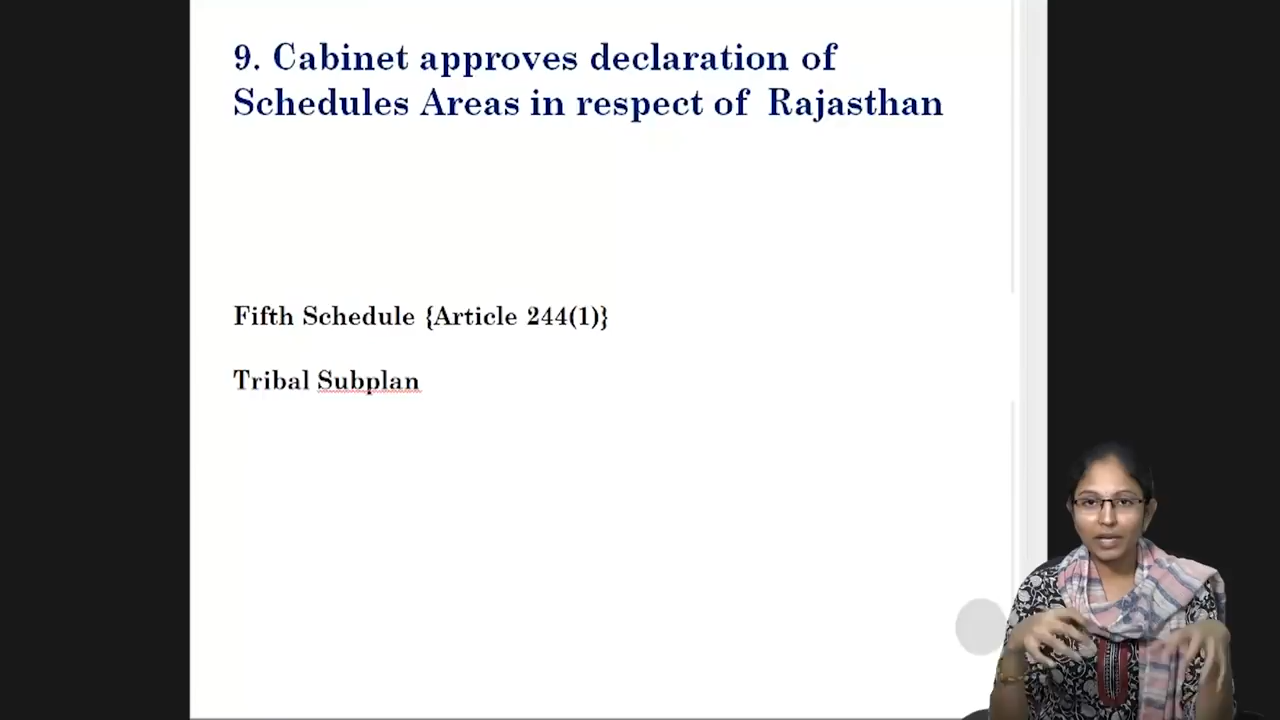 9. Cabinet approves declaration of
Schedules Areas in respect of Rajasthan
Fifth Schedule {Article 244(1)}
Tribal Subplan